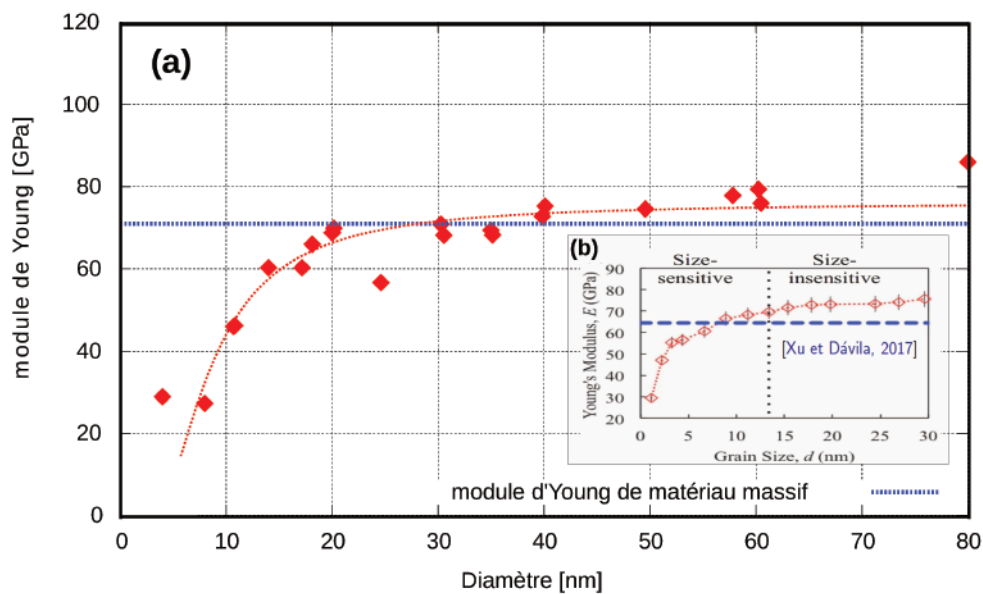 (a)
module de Young [GPa]
120
100
80
60
40
20
0
0 10 20 30 40 50 60 70 80
Diamètre [nm]
module d'Young de matériau massif
(b)
Size-
sensitive
Size-
insensitive
Young's Modulus, E (GPa)
90
80
70
60
50
40
30
20
[Xu et Dávila, 2017]
0 5 10 15 20 25 30
Grain Size, d (nm)